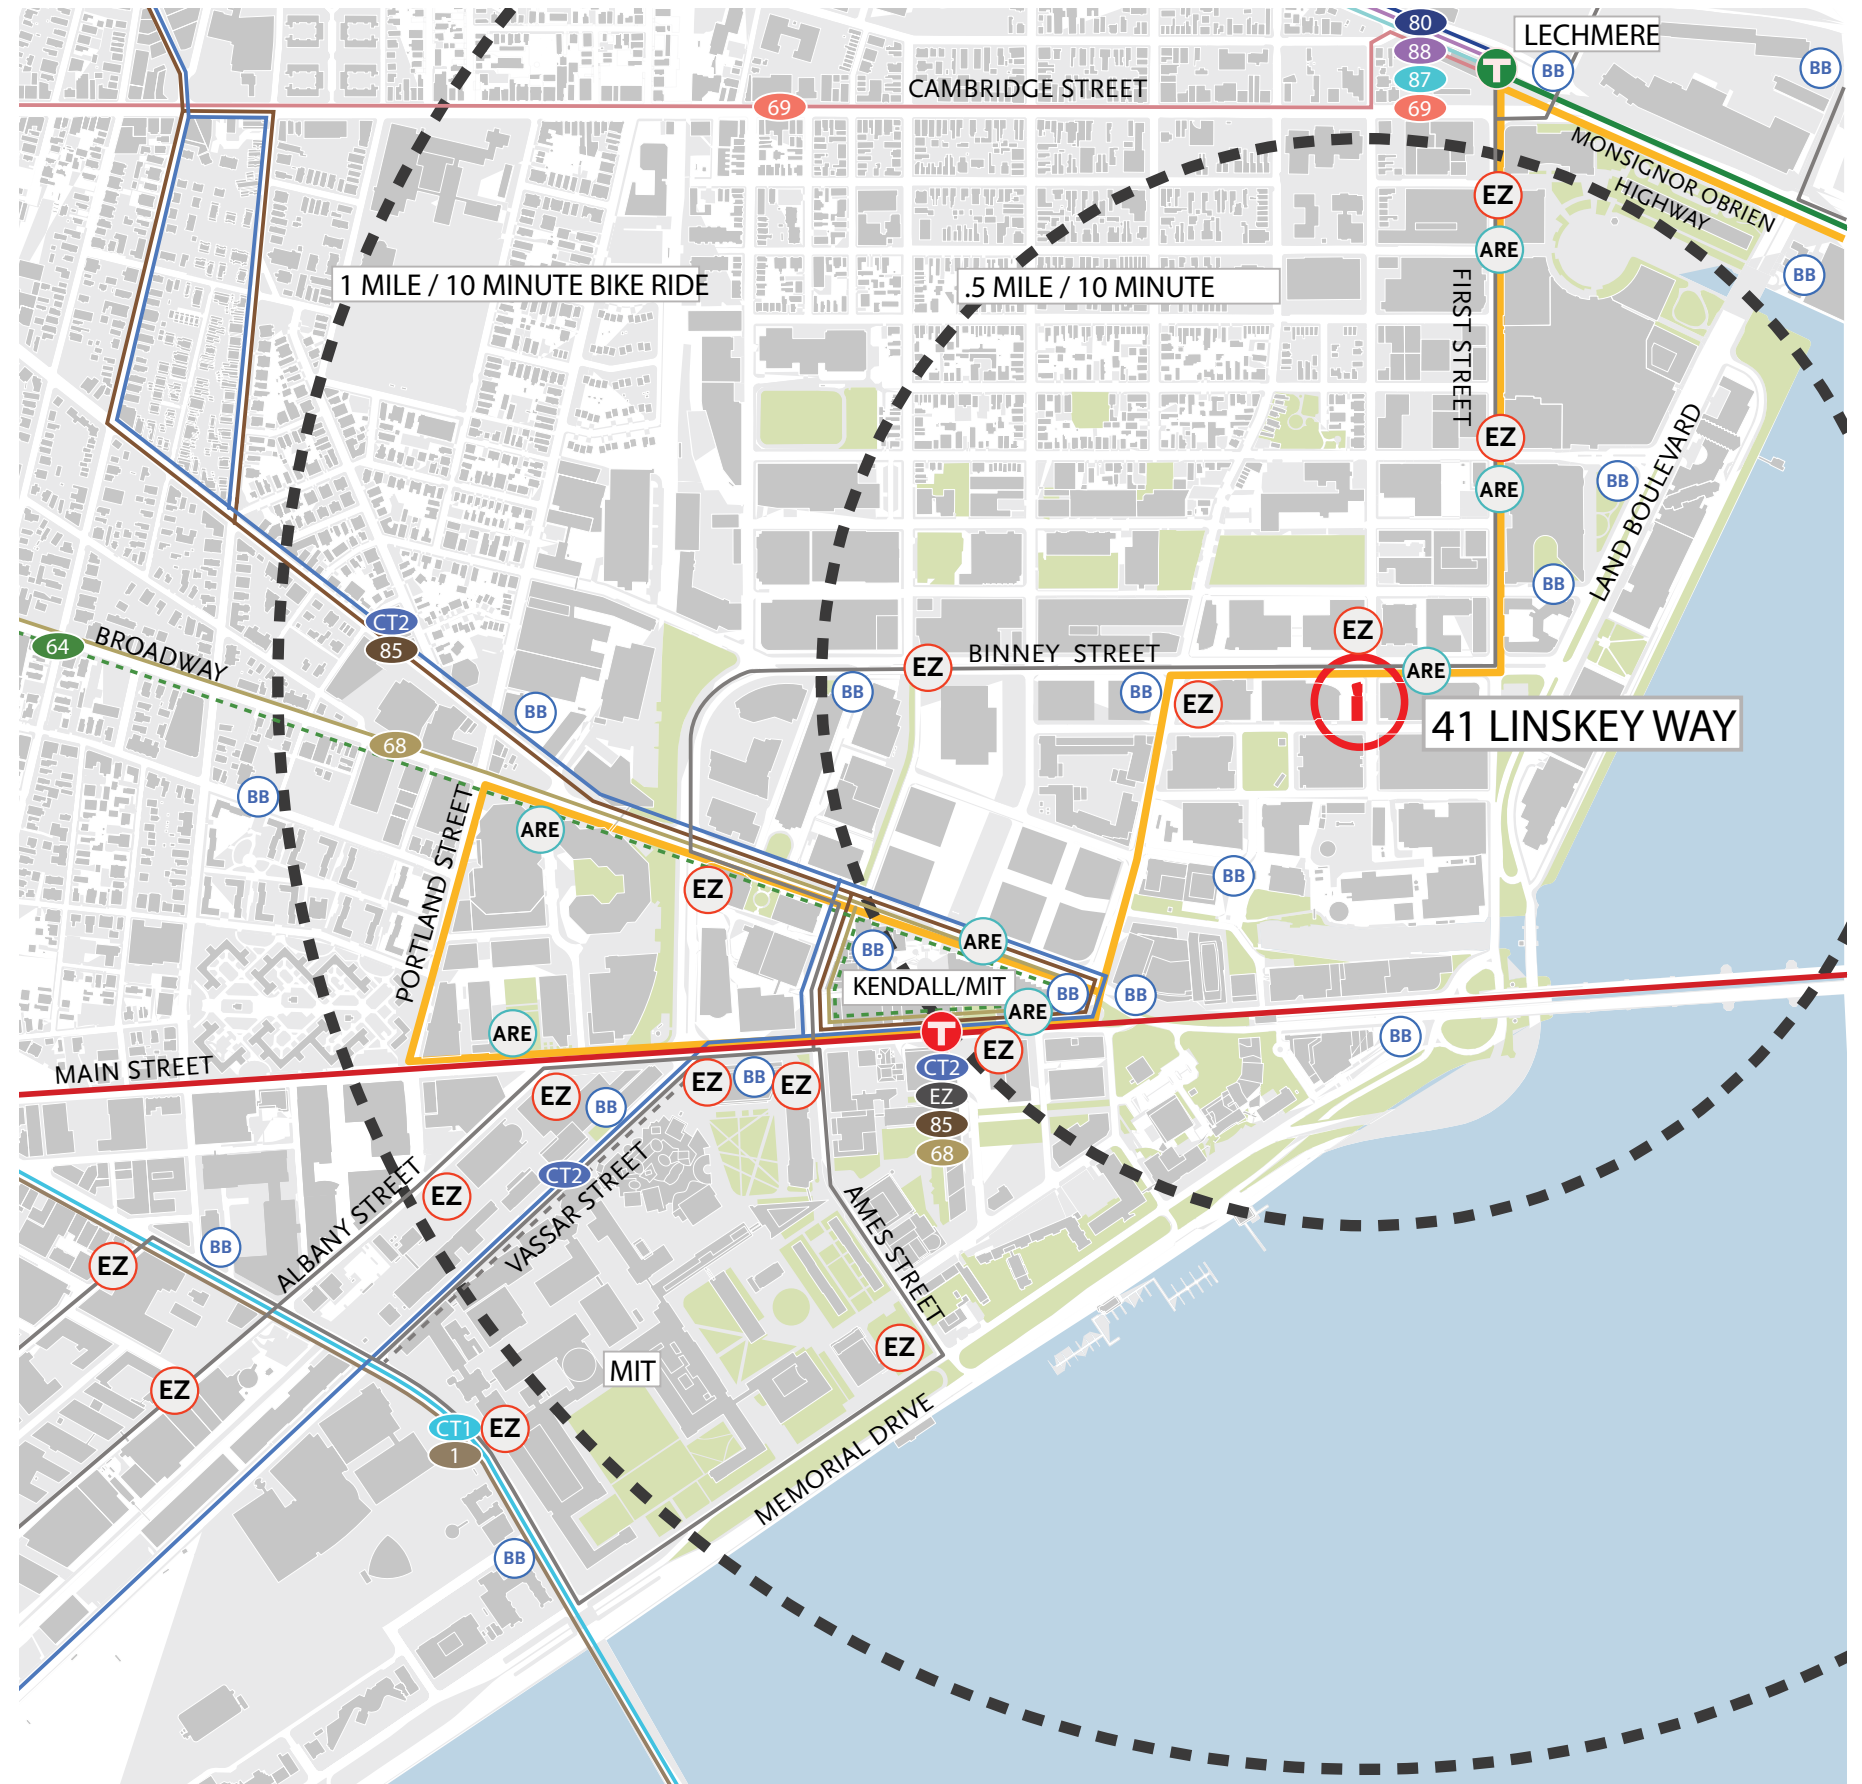 80
LECHMERE
88
BB
BB
87
CAMBRIDGE STREET
69
69
MONSIGNOR OBRIEN
HIGHWAY
EZ
ARE
BB
1 MILE / 10 MINUTE BIKE RIDE
.5 MILE / 10 MINUTE
FIRST STREET
EZ
LAND BOULEVARD
BB
ARE
BB
CT2
EZ
64
BROADWAY
85
BINNEY STREET
EZ
ARE
BB
BB
EZ
BB
41 LINSKEY WAY
68
BB
PORTLAND STREET
ARE
BB
EZ
ARE
BB
KENDALL/MIT
BB
BB
ARE
ARE
BB
EZ
MAIN STREET
CT2
EZ
BB
EZ
EZ
EZ
BB
85
68
CT2
VASSAR STREET
ALBANY STREET
EZ
AMES STREET
BB
EZ
EZ
MIT
EZ
CT1
EZ
1
MEMORIAL DRIVE
BB